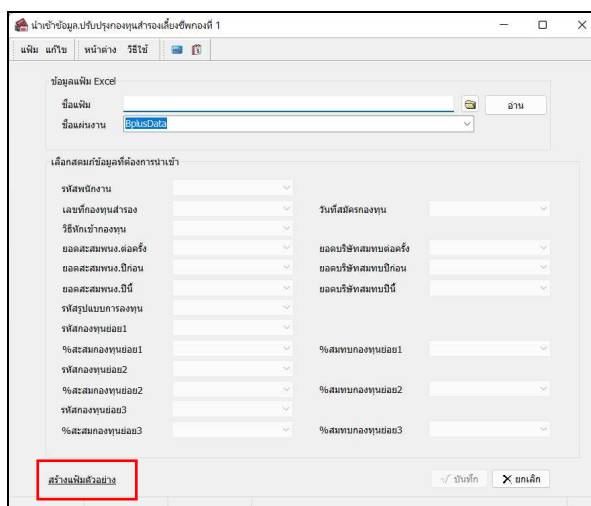 นำเข้าข้อมูล.ปรับปรุงกองทุนสำรองเลี้ยงชีพกองที่ 1
แฟ้ม แก้ไข หน้าต่าง วิธีใช้
ข้อมูลแฟ้ม Excel
ชื่อแฟ้ม อ่าน
ชื่อแผ่นงาน BplusData
เลือกสดมภ์ข้อมูลที่ต้องการนำเข้า
รหัสพนักงาน
เลขที่กองทุนสำรอง วันที่สมัครกองทุน
วิธีหักเข้ากองทุน
ยอดสะสมพนง.ต่อครั้ง ยอดบริษัทสมทบต่อครั้ง
ยอดสะสมพนง.ปีก่อน ยอดบริษัทสมทบปีก่อน
ยอดสะสมพนง.ปีนี้ ยอดบริษัทสมทบปีนี้
รหัสรูปแบบการลงทุน
รหัสกองทุนย่อย1
%สะสมกองทุนย่อย1 %สมทบกองทุนย่อย1
รหัสกองทุนย่อย2
%สะสมกองทุนย่อย2 %สมทบกองทุนย่อย2
รหัสกองทุนย่อย3
%สะสมกองทุนย่อย3 %สมทบกองทุนย่อย3
สร้างแฟ้มตัวอย่าง บันทึก ยกเลิก